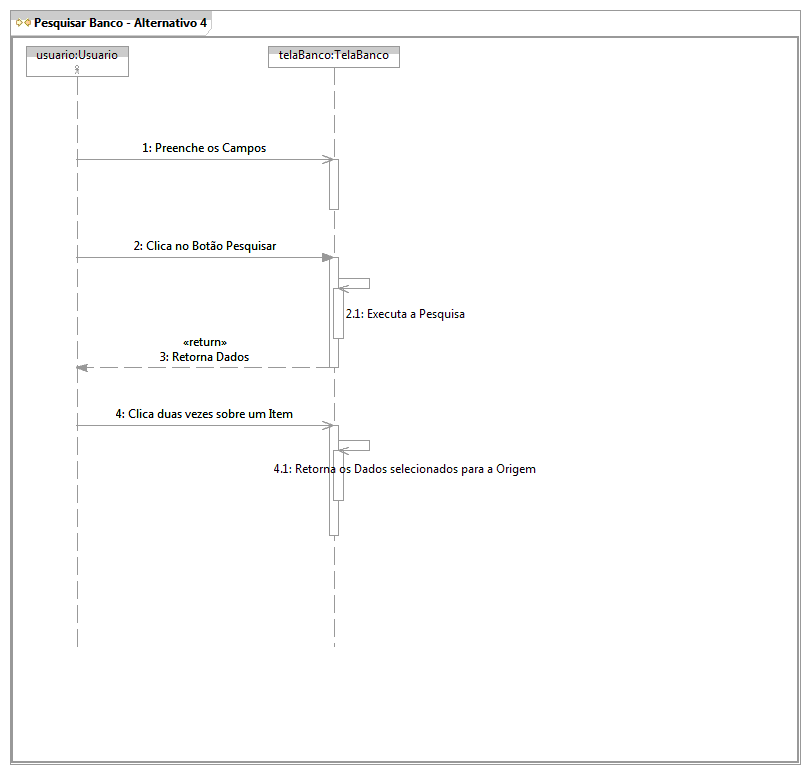 Pesquisar Banco - Alternativo 4
usuario:Usuario
telaBanco:TelaBanco
1: Preenche os Campos
2: Clica no Botão Pesquisar
2.1: Executa a Pesquisa
«return»
3: Retorna Dados
4: Clica duas vezes sobre um Item
4.1: Retorna os Dados selecionados para a Origem